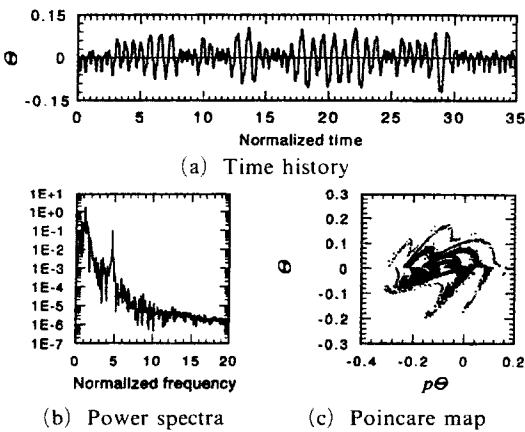 0.15
Θ
0
-0.15
0 5 10 15 20 25 30 35
Normalized time
(a) Time history
1E+1
1E+0
1E-1
1E-2
1E-3
1E-4
1E-5
1E-6
1E-7
0 5 10 15 20
Normalized frequency
(b) Power spectra
0.3
0.2
0.1
Θ
0
-0.1
-0.2
-0.3
-0.4 -0.2 0 0.2
pΘ
(c) Poincare map